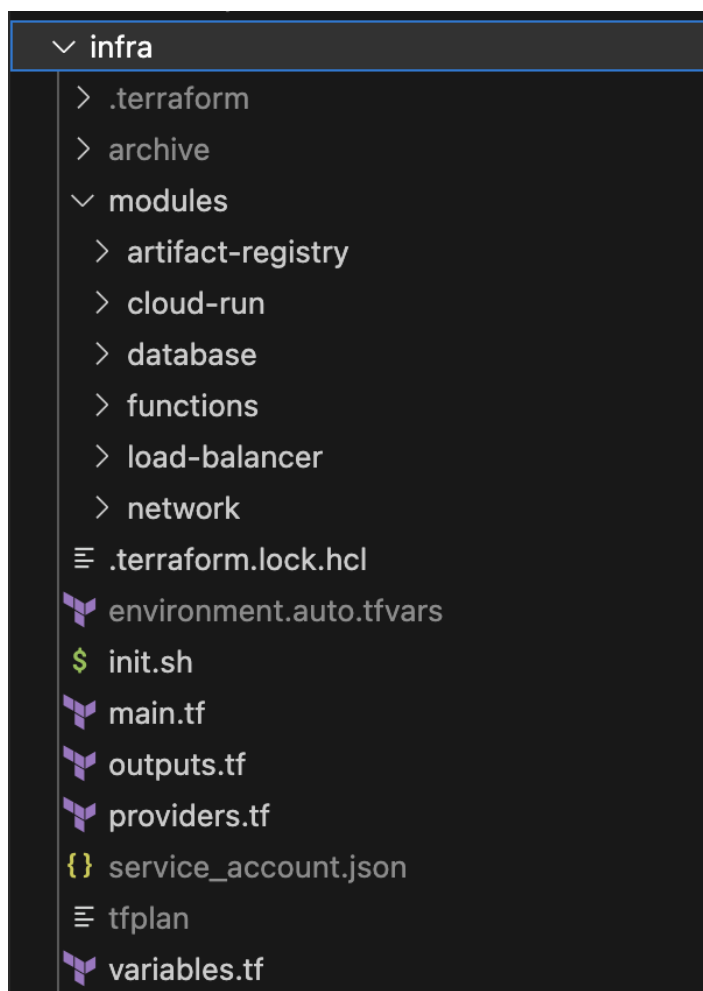 infra
.terraform
archive
modules
artifact-registry
cloud-run
database
functions
load-balancer
network
.terraform.lock.hcl
environment.auto.tfvars
$ init.sh
main.tf
outputs.tf
providers.tf
{} service_account.json
tfplan
variables.tf